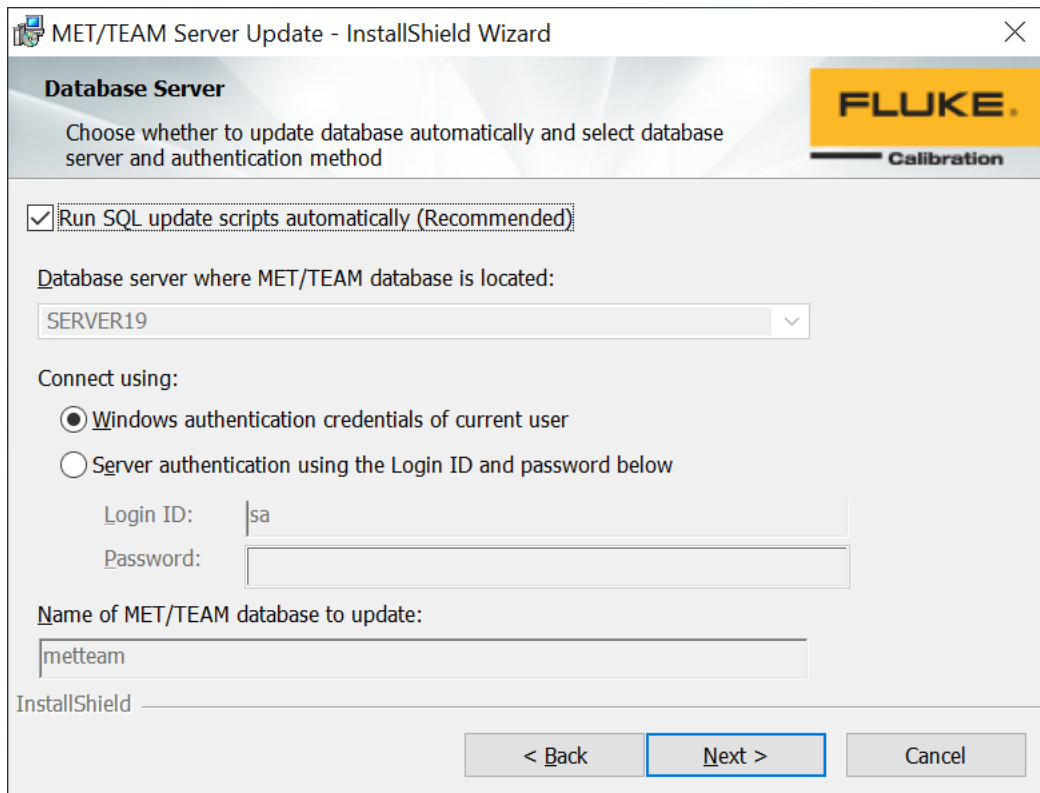 MET/TEAM Server Update - InstallShield Wizard
Database Server
Choose whether to update database automatically and select database
server and authentication method
FLUKE®
Calibration
Run SQL update scripts automatically (Recommended)
Database server where MET/TEAM database is located:
SERVER19
Connect using:
Windows authentication credentials of current user
Server authentication using the Login ID and password below
Login ID:
sa
Password:
Name of MET/TEAM database to update:
metteam
InstallShield
< Back
Next >
Cancel